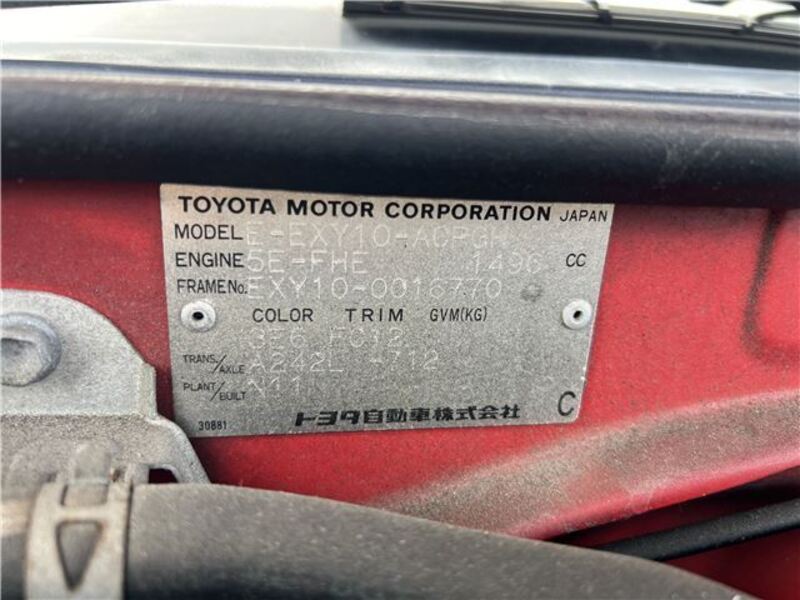 TOYOTA MOTOR CORPORATION JAPAN
MODEL E-EXY10-ACPGK
ENGINE 5E-FHE 1496 CC
FRAME No. EXY10-0016770
COLOR TRIM GVM(KG)
3E6 FC12
TRANS./AXLE A242L -712
PLANT/BUILT A11
30881 トヨタ自動車株式会社 C